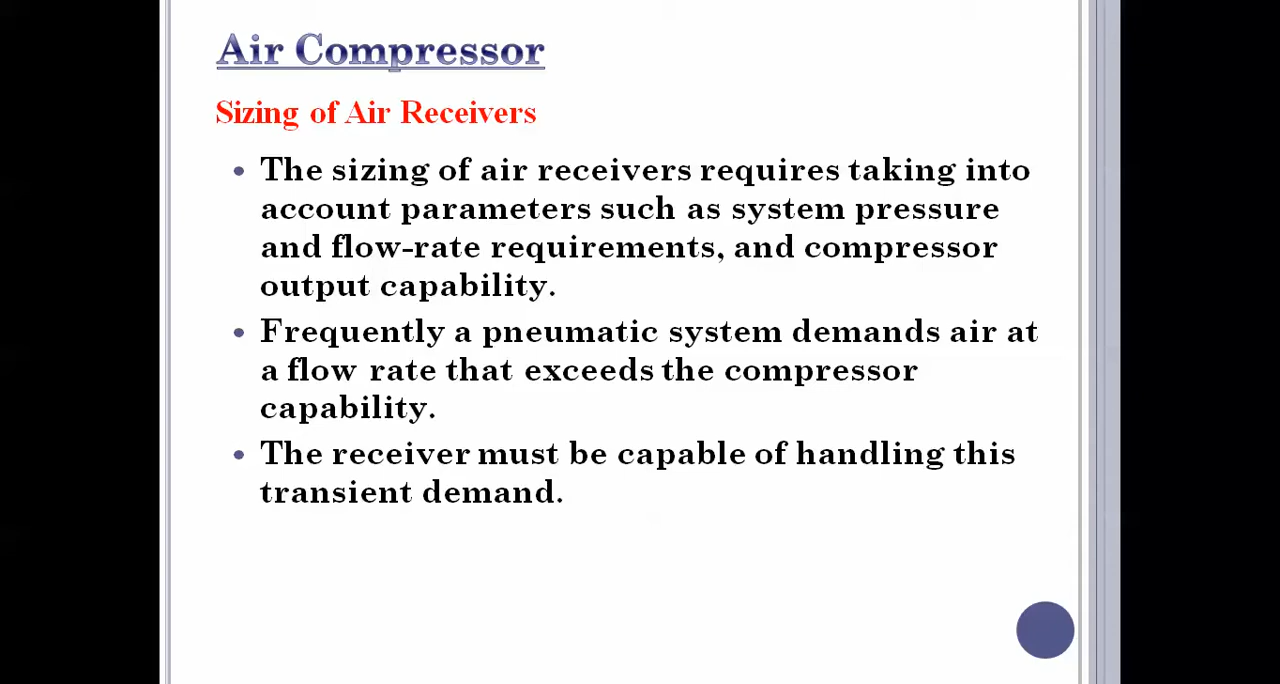 Air Compressor
Sizing of Air Receivers
• The sizing of air receivers requires taking into
account parameters such as system pressure
and flow-rate requirements, and compressor
output capability.
• Frequently a pneumatic system demands air at
a flow rate that exceeds the compressor
capability.
• The receiver must be capable of handling this
transient demand.